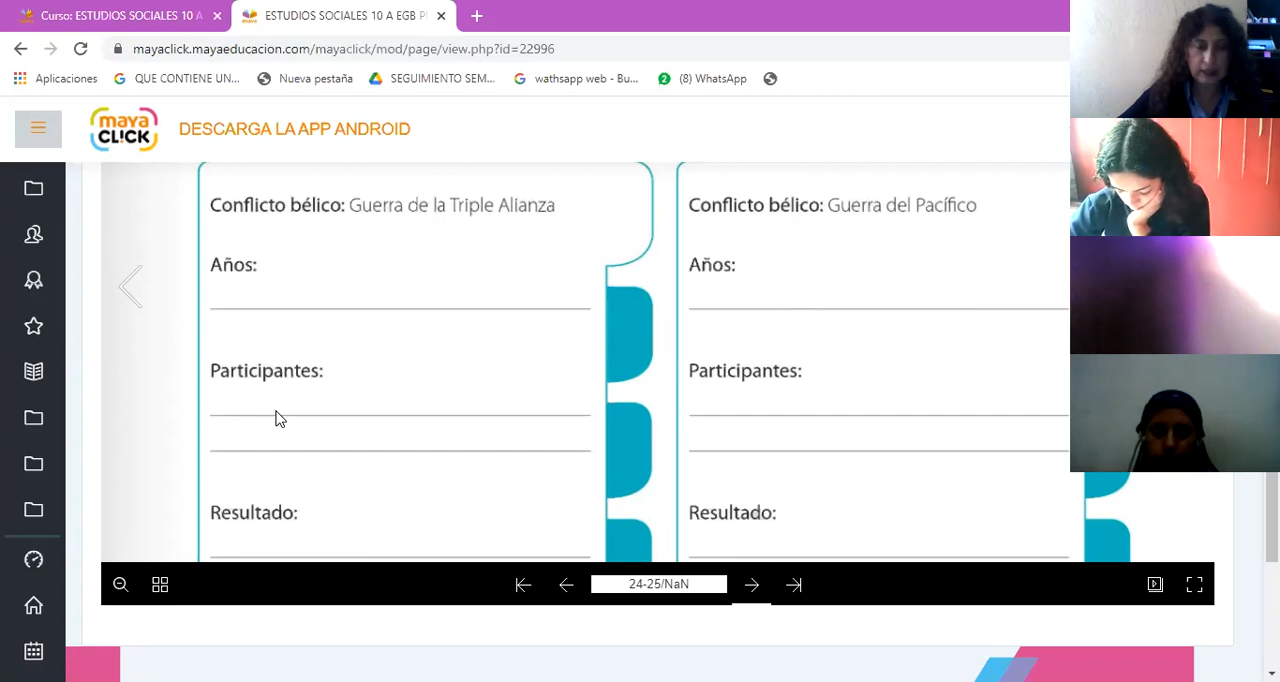 Curso: ESTUDIOS SOCIALES 10 A
ESTUDIOS SOCIALES 10 A EGB P
mayaclick.mayaeducacion.com/mayaclick/mod/page/view.php?id=22996
Aplicaciones
QUE CONTIENE UN...
Nueva pestaña
SEGUIMIENTO SEM...
wathsapp web - Bu...
2
(8) WhatsApp
maya
CLICK
DESCARGA LA APP ANDROID
Conflicto bélico: Guerra de la Triple Alianza
Años:
Participantes:
Resultado:
Conflicto bélico: Guerra del Pacífico
Años:
Participantes:
Resultado:
24-25/NaN